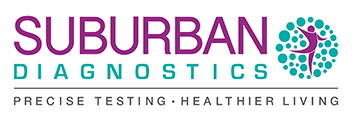 SUBURBAN
DIAGNOSTICS
PRECISE TESTING · HEALTHIER LIVING